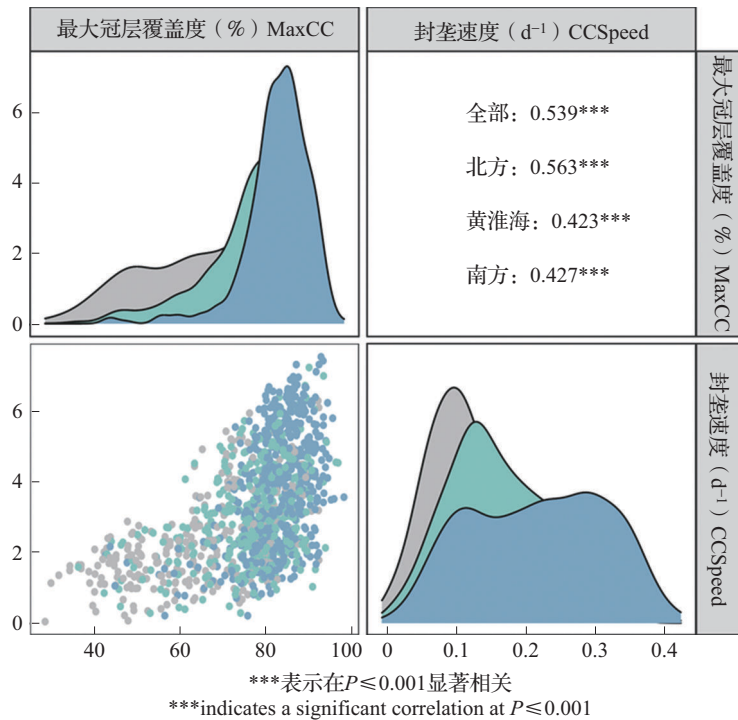 最大冠层覆盖度（%）MaxCC
封垄速度（d⁻¹）CCSpeed
最大冠层覆盖度（%）MaxCC
6
4
2
0
全部：0.539***
北方：0.563***
黄淮海：0.423***
南方：0.427***
封垄速度（d⁻¹）CCSpeed
6
4
2
0
40
60
80
100
0
0.1
0.2
0.3
0.4
***表示在P≤0.001显著相关
***indicates a significant correlation at P≤0.001